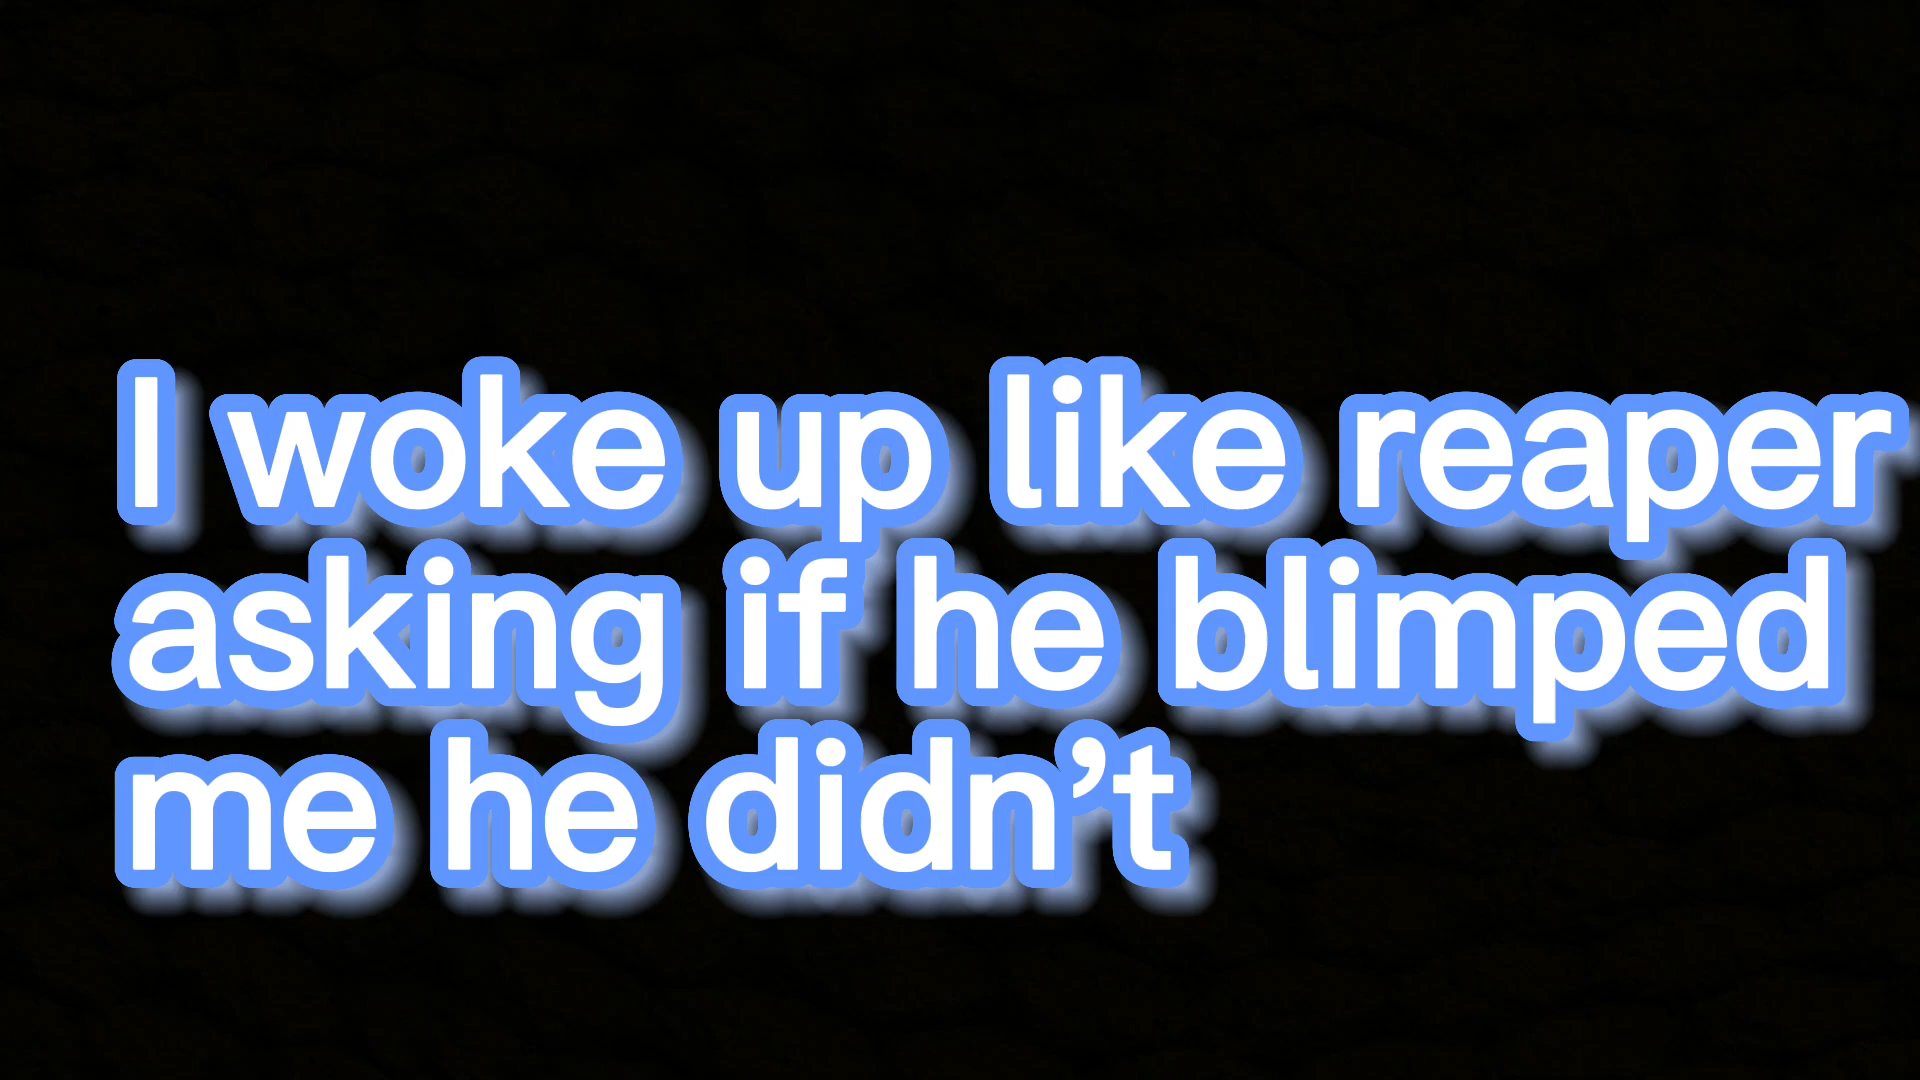 I woke up like reaper
asking if he blimped
me he didn’t